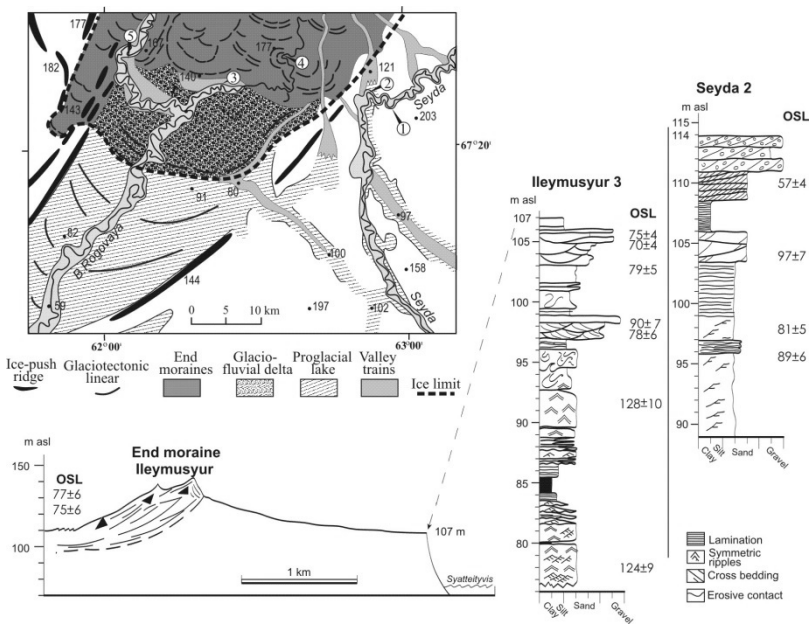 177
182
167
5
177
4
140
3
143
121
2
Seyda
1
203
67°20'
91
80
82
B. Rogovaya
97
100
144
158
59
197
102
Seyda
0 5 10 km
62°00'
63°00'
Ice-push ridge
Glaciotectonic linear
End moraines
Glacio-fluvial delta
Proglacial lake
Valley trains
Ice limit
m asl
End moraine
Ileymusyur
OSL
77±6
75±6
150
100
107 m
1 km
Syatteityvis
Ileymusyur 3
m asl
OSL
107
105
100
95
90
85
80
75±4
70±4
79±5
90±7
78±6
128±10
124±9
Clay
Silt
Sand
Gravel
Seyda 2
m asl
OSL
115
114
110
105
100
95
90
57±4
97±7
81±5
89±6
Clay
Silt
Sand
Gravel
Lamination
Symmetric ripples
Cross bedding
Erosive contact